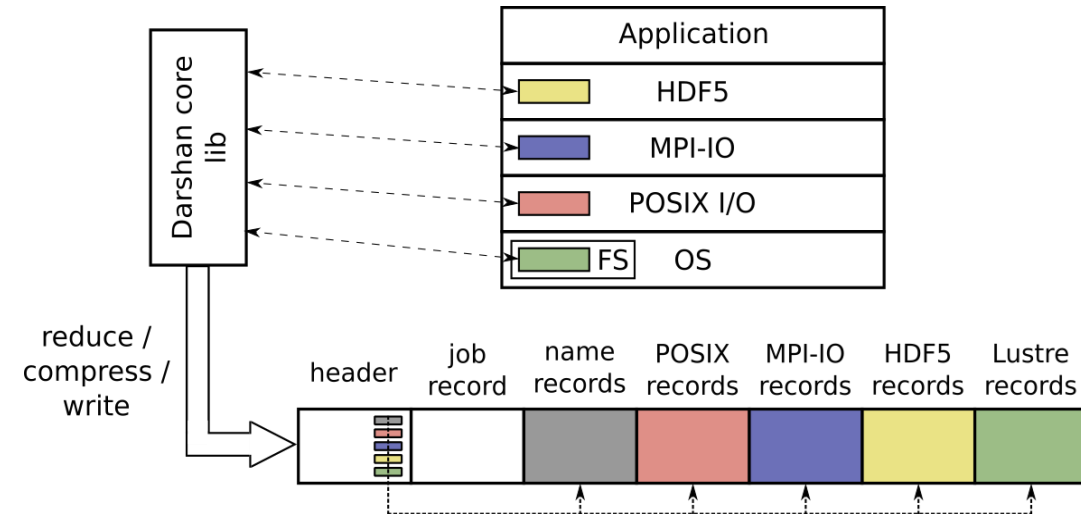 Darshan core
lib
Application
HDF5
MPI-IO
POSIX I/O
FS OS
reduce /
compress /
write
header
job
record
name
records
POSIX
records
MPI-IO
records
HDF5
records
Lustre
records